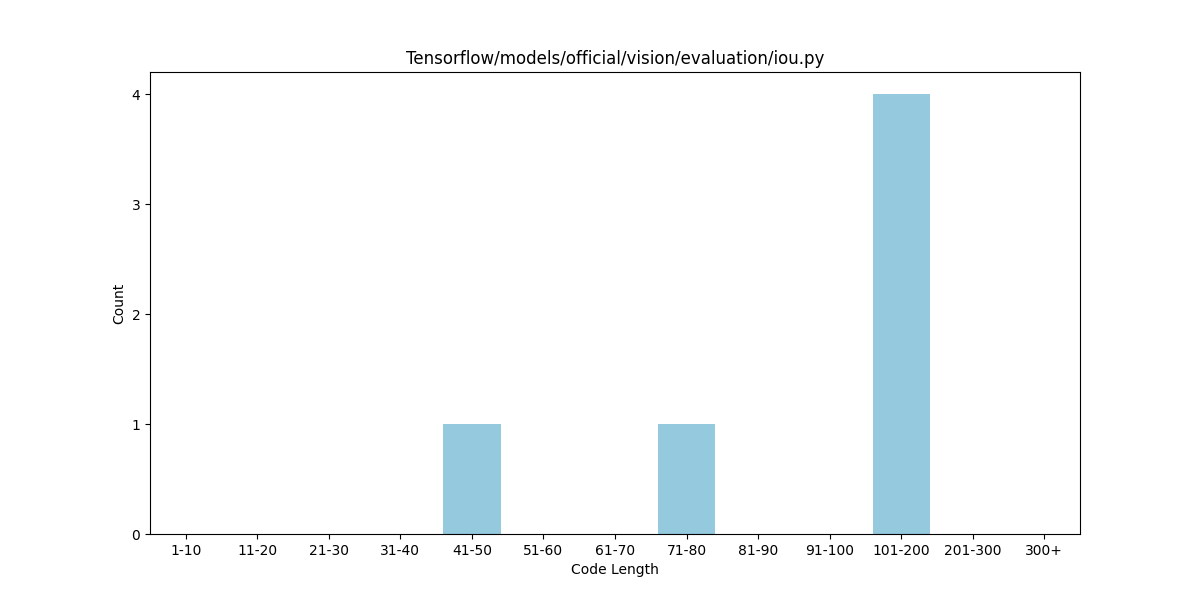 Tensorflow/models/official/vision/evaluation/iou.py
Count
4
3
2
1
0
1-10 11-20 21-30 31-40 41-50 51-60 61-70 71-80 81-90 91-100 101-200 201-300 300+
Code Length